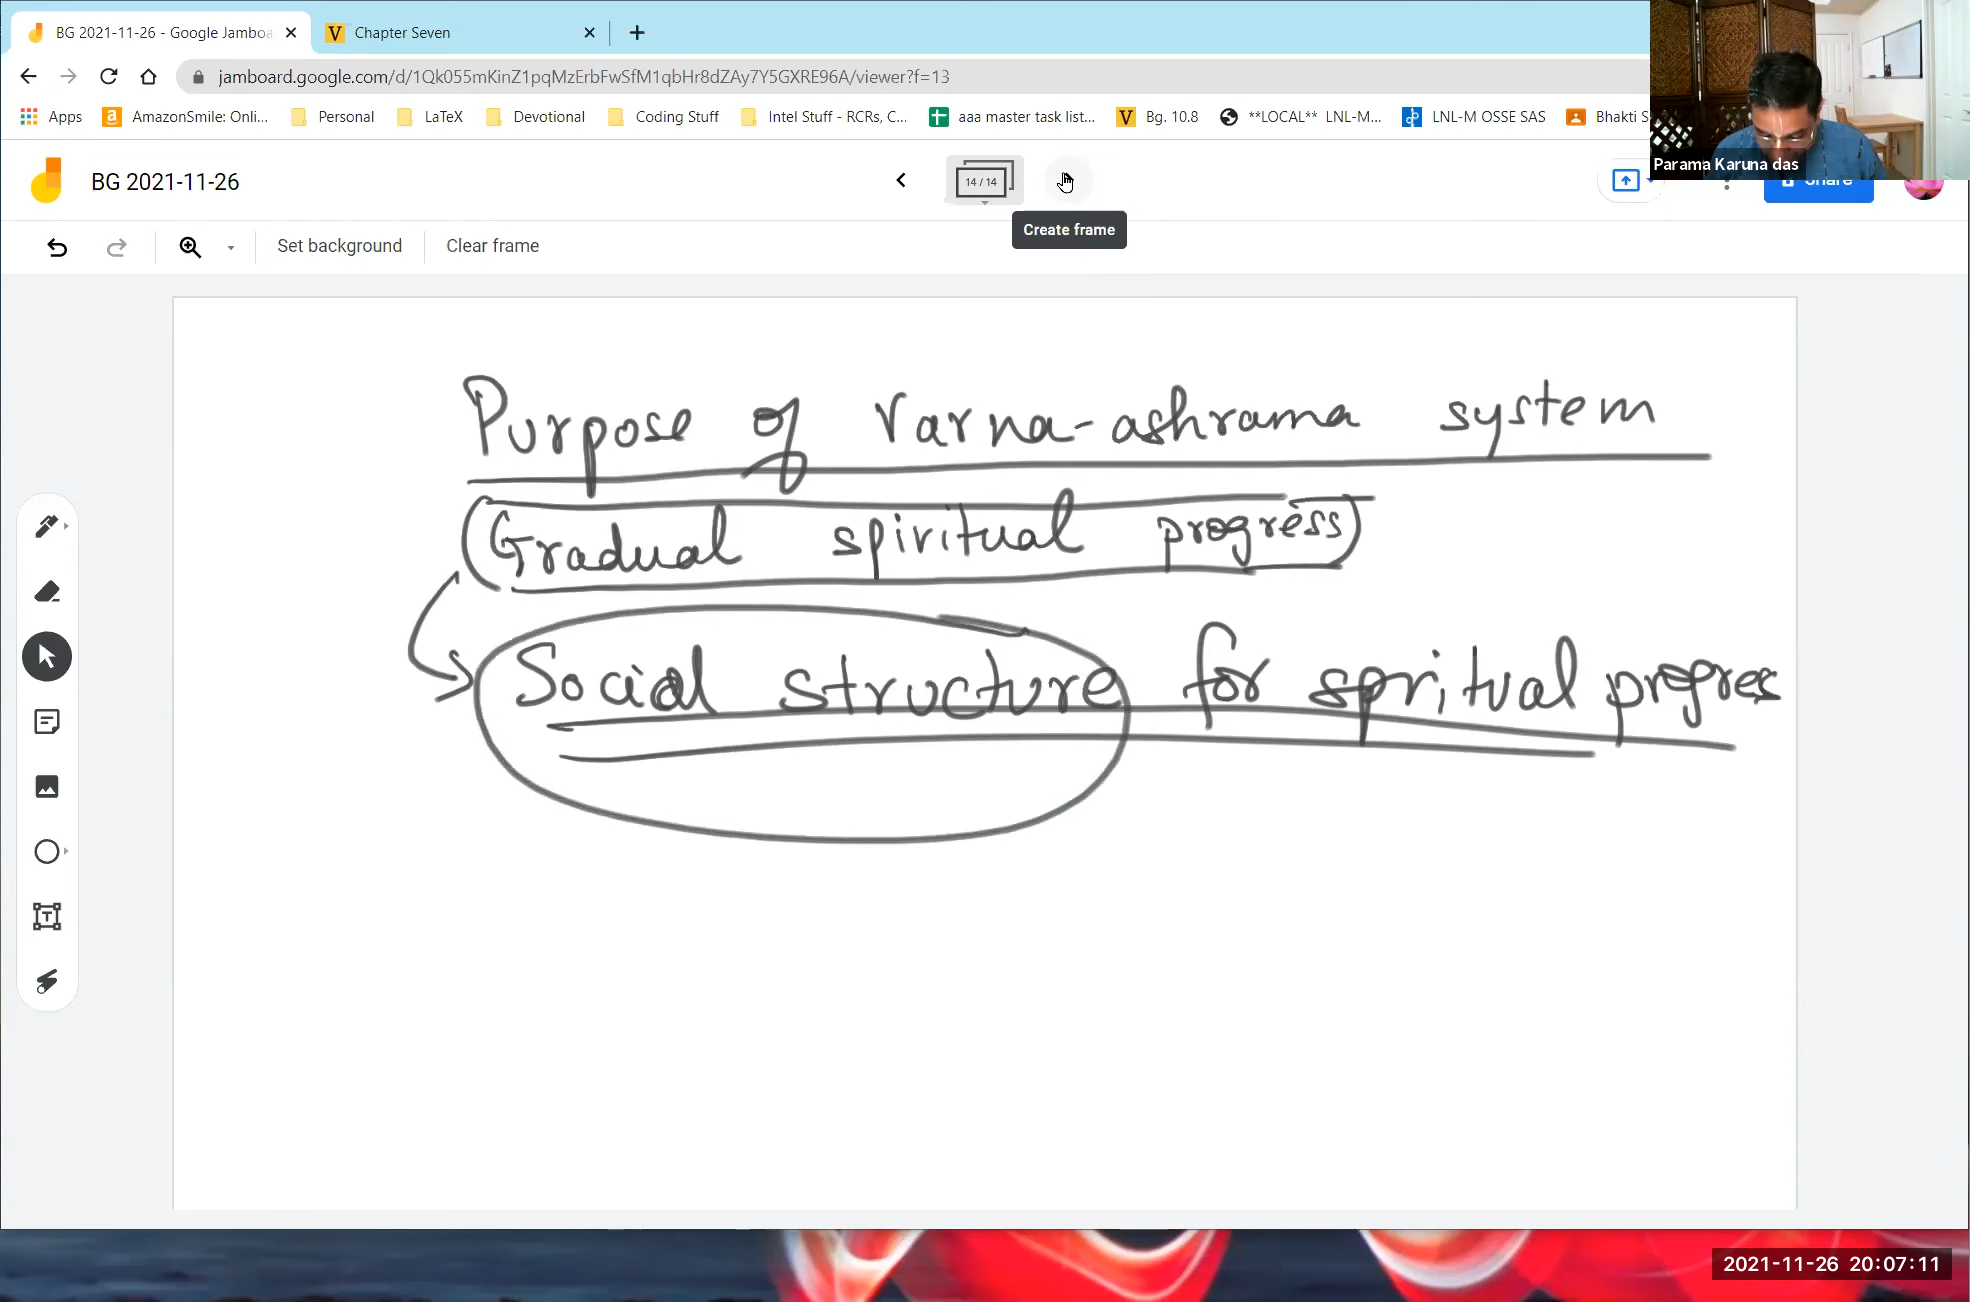 BG 2021-11-26 - Google Jamboa
Chapter Seven
jamboard.google.com/d/1Qk055mKinZ1pqMzErbFwSfM1qbHr8dZAy7Y5GXRE96A/viewer?f=13
Apps AmazonSmile: Onli... Personal LaTeX Devotional Coding Stuff Intel Stuff - RCRs, C... aaa master task list... Bg. 10.8 **LOCAL** LNL-M... LNL-M OSSE SAS Bhakti S
Parama Karuna das
BG 2021-11-26
14 / 14
Share
Create frame
Set background Clear frame
Purpose of varna-ashrama system
(Gradual spiritual progress)
Social structure for spritual progres
2021-11-26 20:07:11